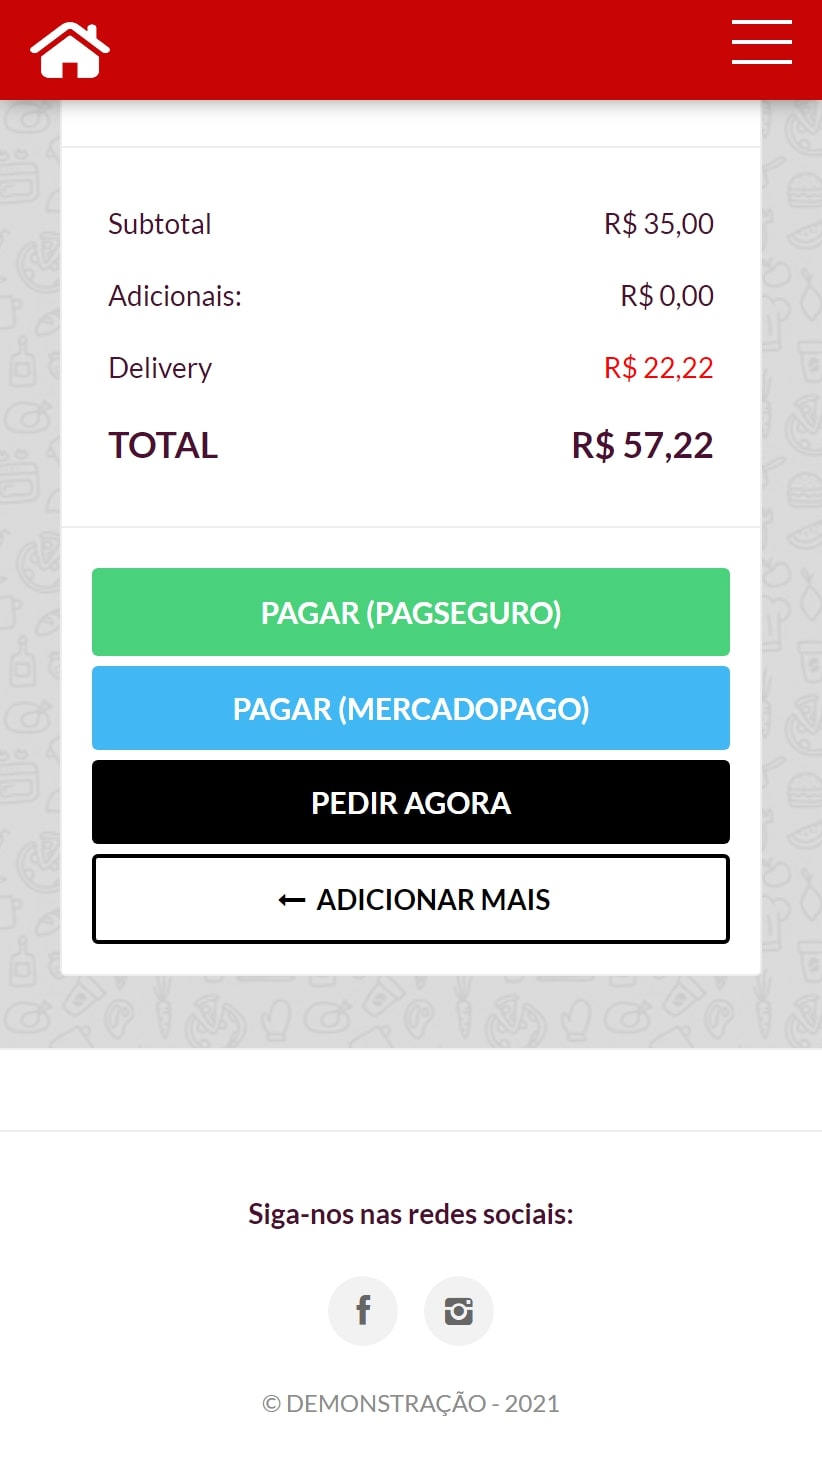 Subtotal R$ 35,00
Adicionais: R$ 0,00
Delivery R$ 22,22
TOTAL R$ 57,22
PAGAR (PAGSEGURO)
PAGAR (MERCADOPAGO)
PEDIR AGORA
ADICIONAR MAIS
Siga-nos nas redes sociais:
© DEMONSTRAÇÃO - 2021